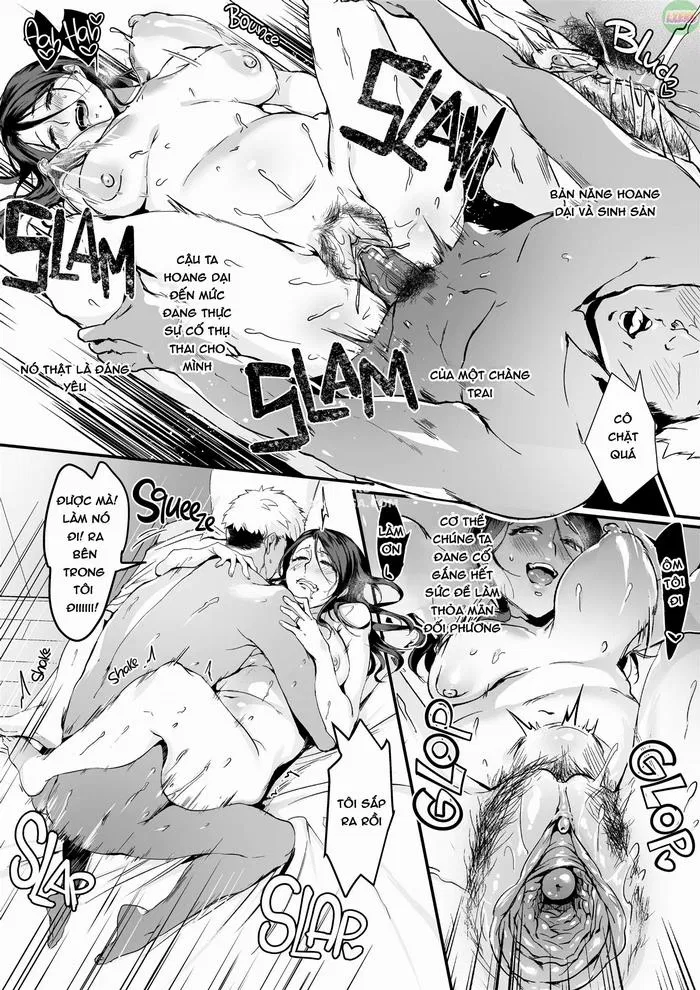 Aah Hah
Bounce
Blude
SLAM
BẢN NĂNG HOANG
DẠI VÀ SINH SẢN
SLAM
CẬU TA
HOANG DẠI
ĐẾN MỨC
ĐANG THỰC
SỰ CỐ THỤ
THAI CHO
MÌNH
NÓ THẬT LÀ ĐÁNG
YÊU
SLAM
CỦA MỘT CHÀNG
TRAI
CÔ
CHẶT
QUÁ
ĐƯỢC MÀ!
LÀM NÓ
ĐI! RA
BÊN
TRONG
TÔI
ĐIIIIII!
Squeeze
Shake
Shake
TÔI SẮP
RA RỒI
SLAP
SLAP
LÀM
ƠN
CƠ THỂ
CHÚNG TA
ĐANG CỐ
GẮNG HẾT
SỨC ĐỂ LÀM
THỎA MÃN
ĐỐI PHƯƠNG
ÔM TÔI
ĐI
GLOP
GLOP